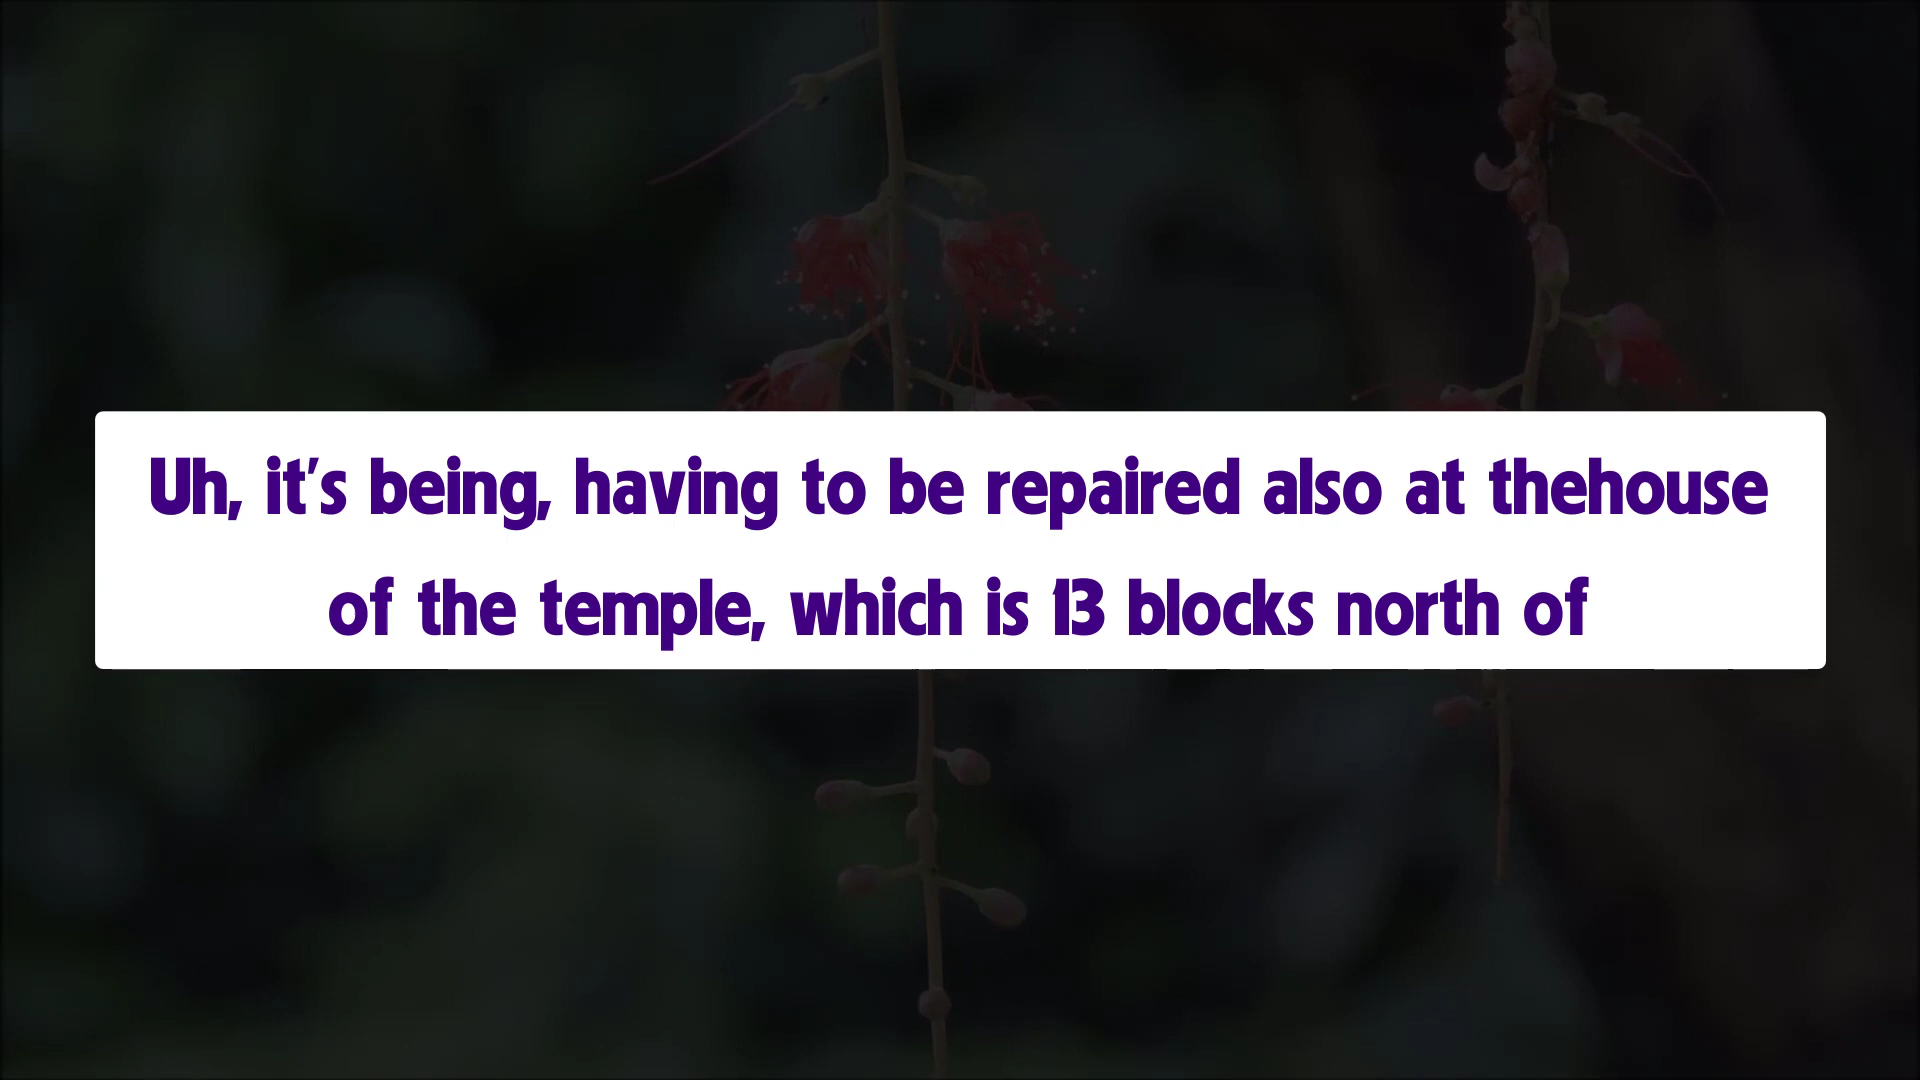 Uh, it's being, having to be repaired also at thehouse
of the temple, which is 13 blocks north of